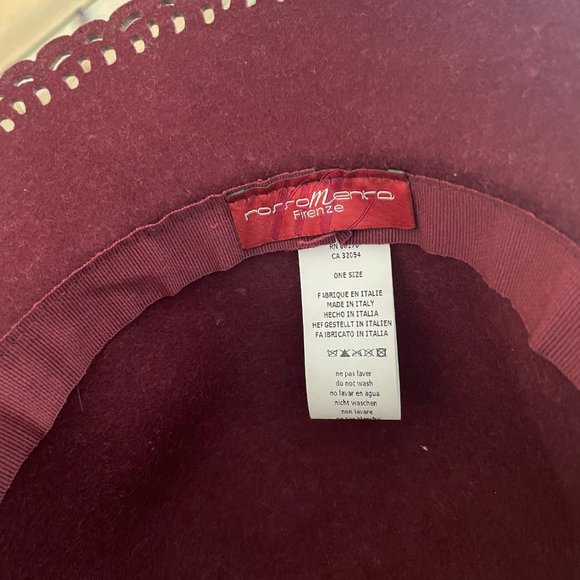 rossoMenta
Firenze
CA 32054
ONE SIZE
FABRIQUE EN ITALIE
MADE IN ITALY
HECHO IN ITALIA
HERGESTELLT IN ITALIEN
FABBRICATO IN ITALIA
ne pas laver
do not wash
no lavar en agua
nicht waschen
non lavare